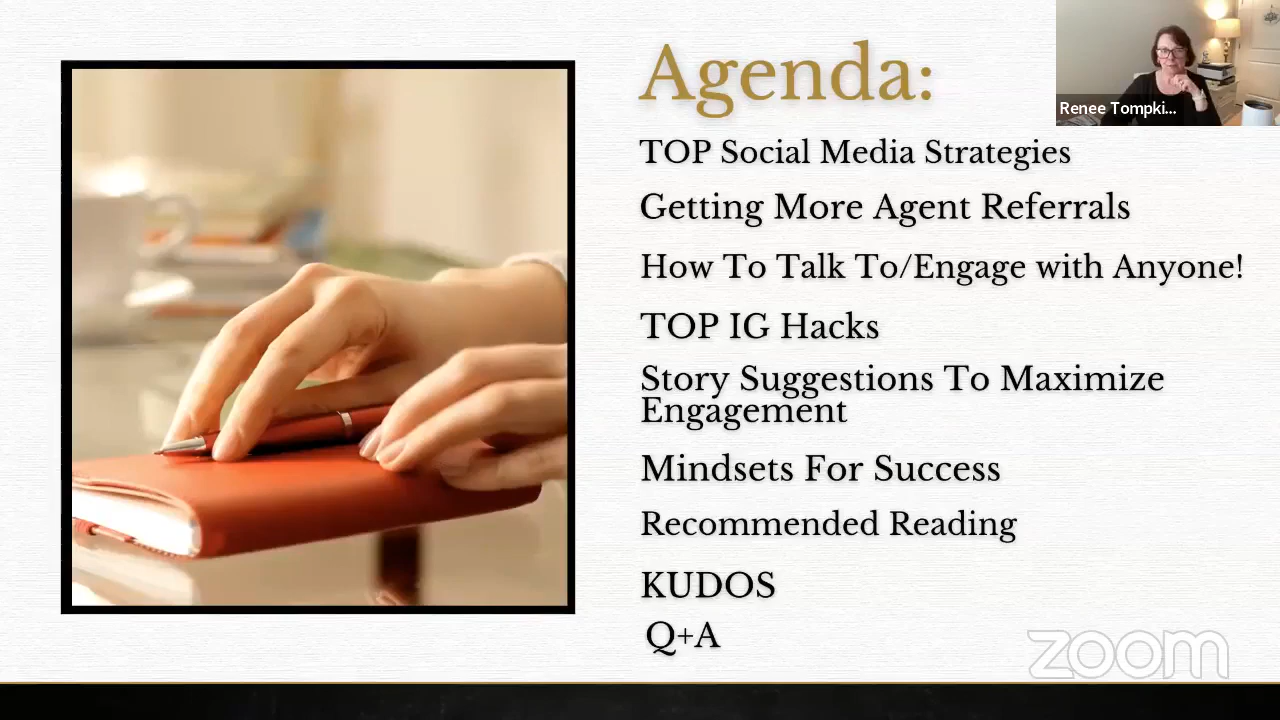 Agenda:
Renee Tompki...
TOP Social Media Strategies
Getting More Agent Referrals
How To Talk To/Engage with Anyone!
TOP IG Hacks
Story Suggestions To Maximize
Engagement
Mindsets For Success
Recommended Reading
KUDOS
Q+A
zoom